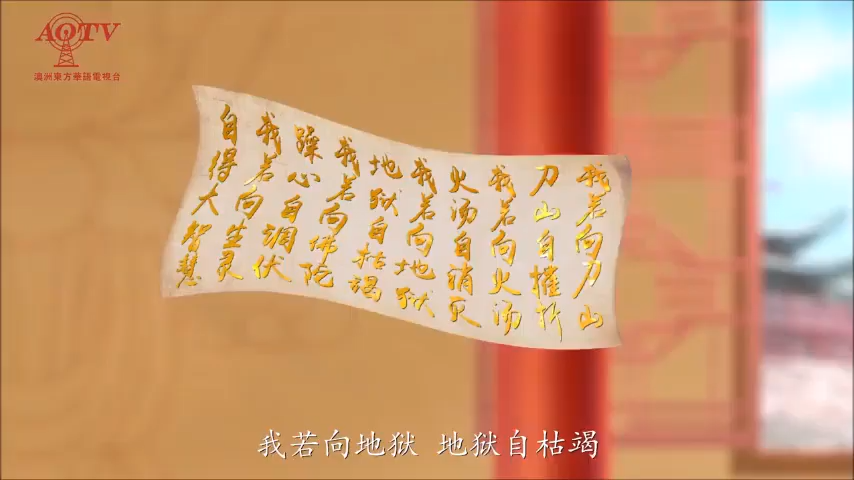 AOTV
澳洲東方華語電視台
我若向刀山
刀山自摧折
我若向火汤
火汤自消灭
我若向地狱
地狱自枯竭
我若向佛陀
躁心自调伏
我若向生灵
自得大智慧
我若向地狱 地狱自枯竭